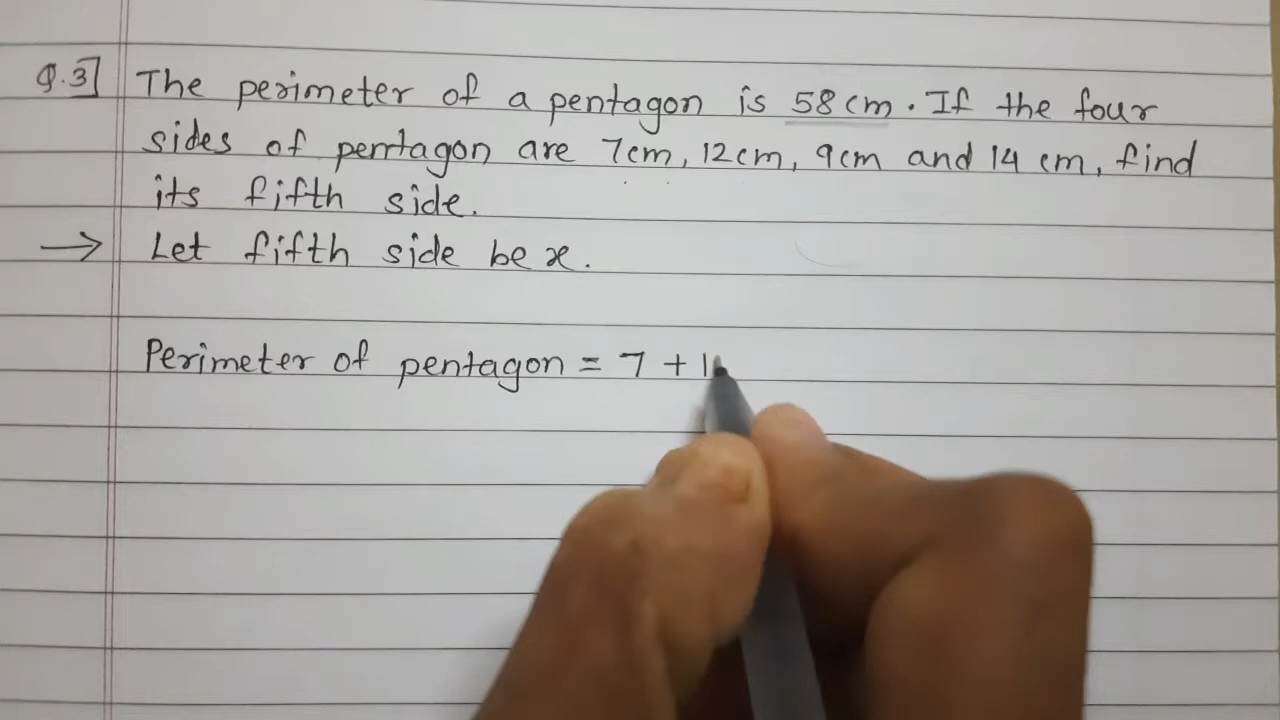 Q.3] The perimeter of a pentagon is 58 cm. If the four
sides of pentagon are 7cm, 12cm, 9cm and 14 cm, find
its fifth side.
→ Let fifth side be x.
Perimeter of pentagon = 7 + 1